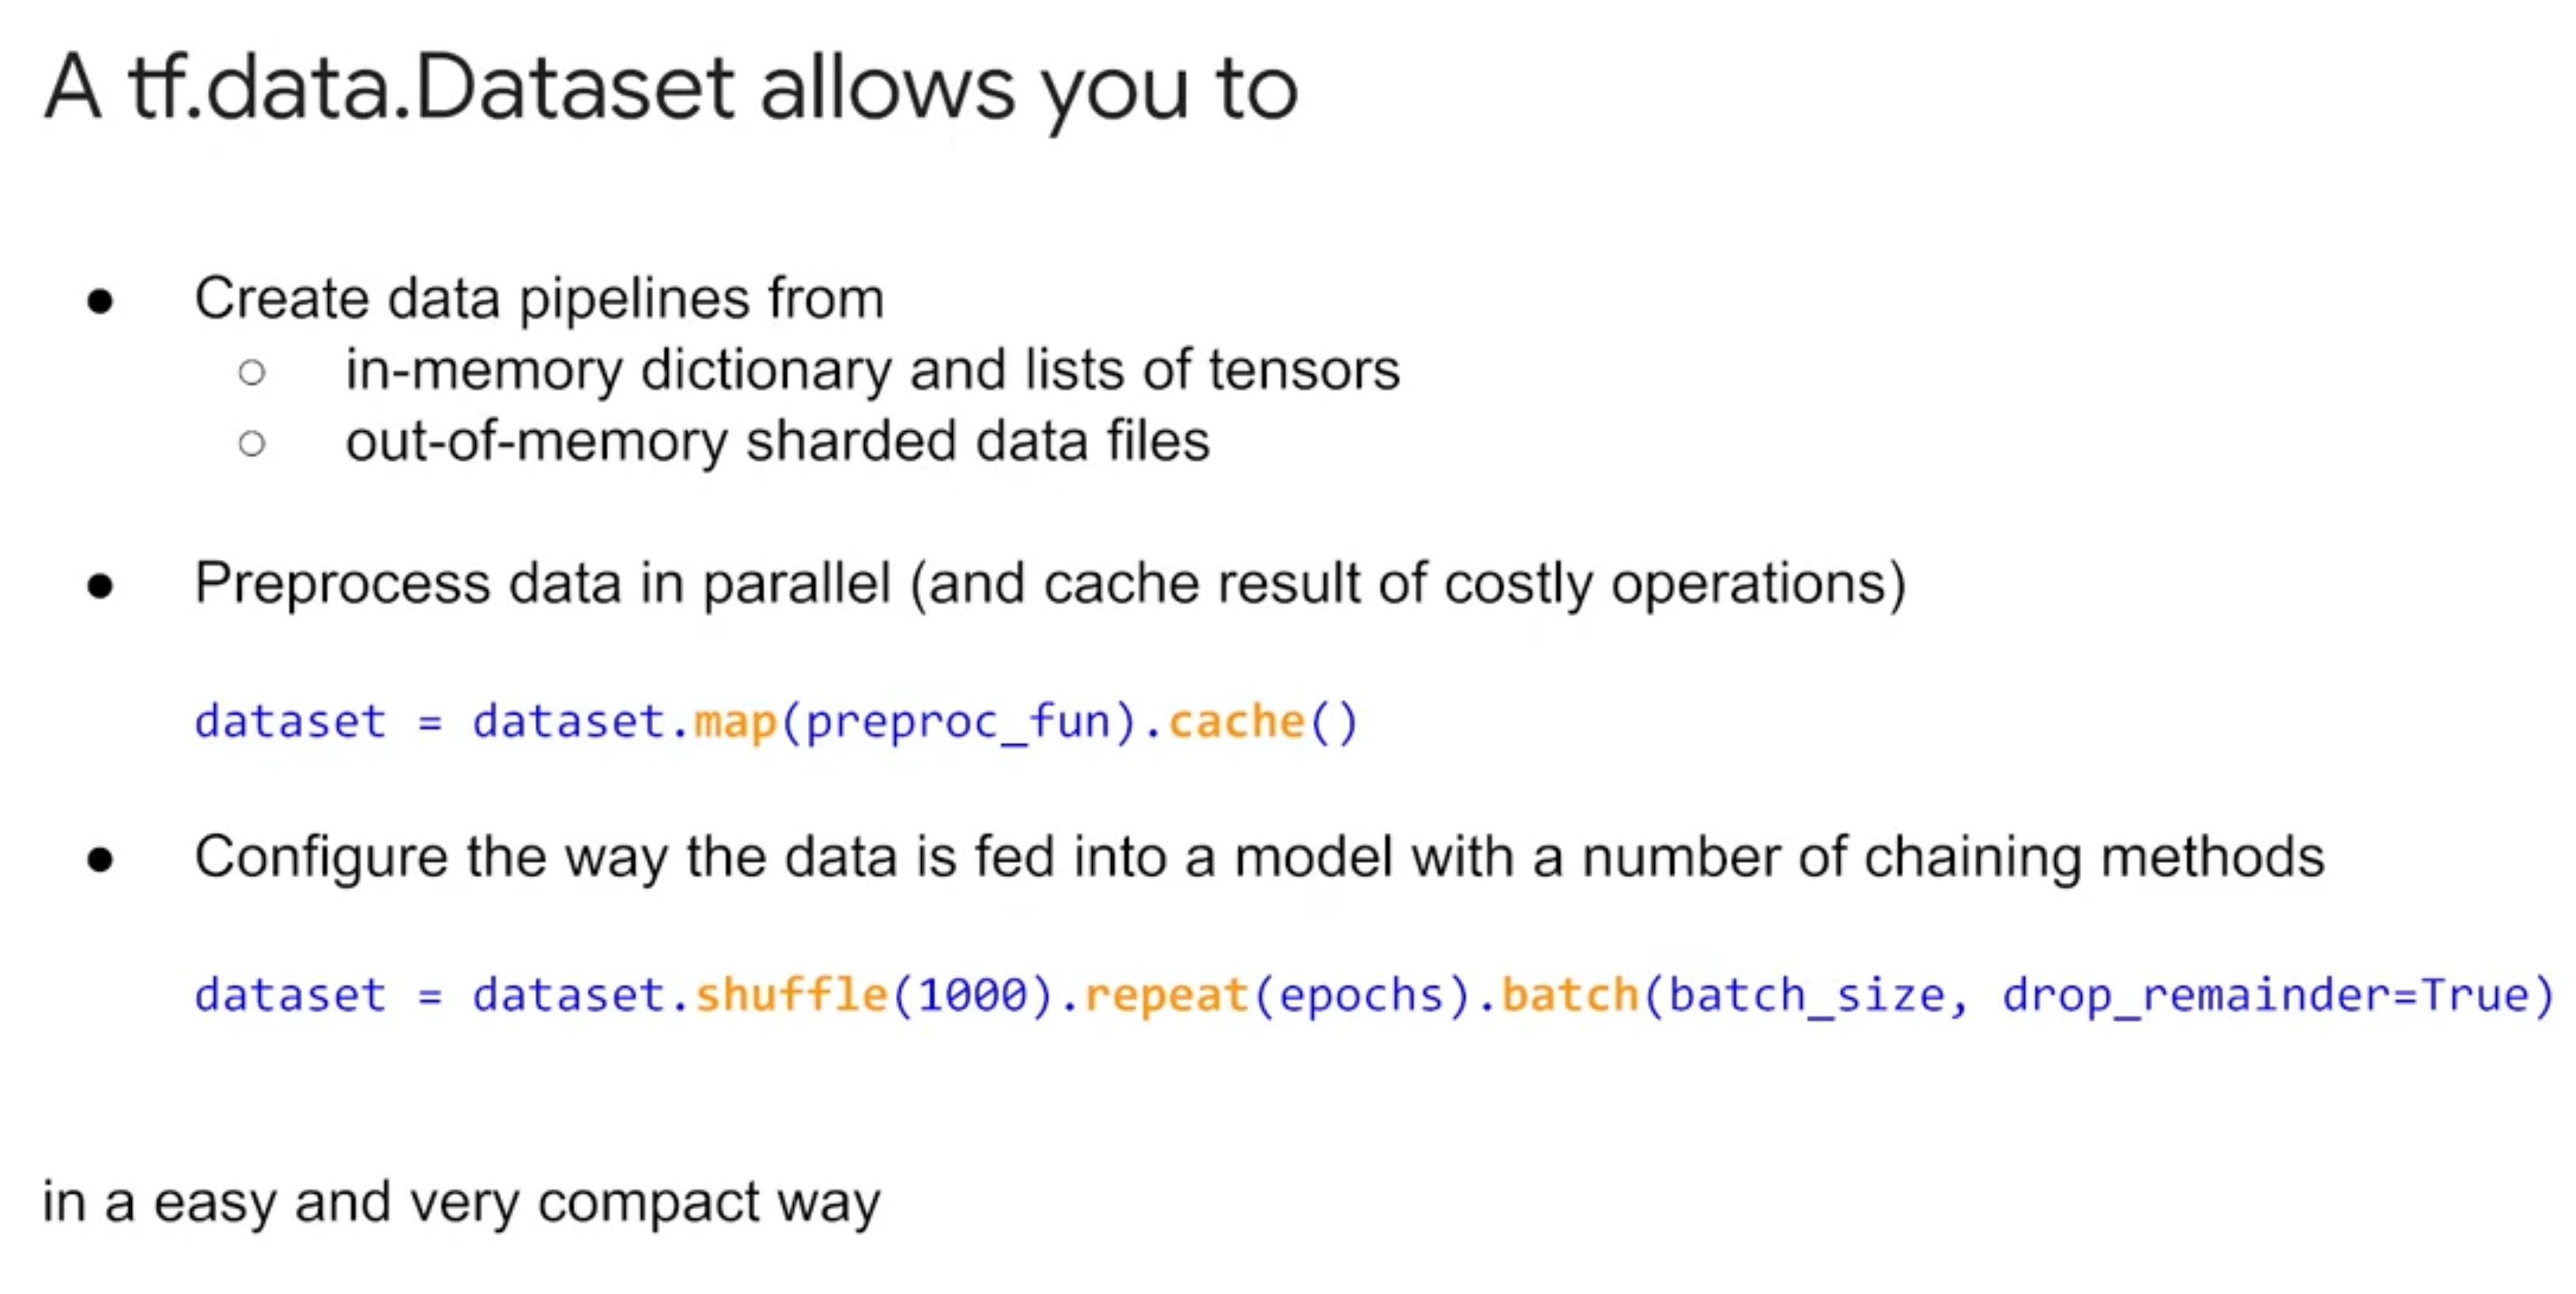 A tf.data.Dataset allows you to
● Create data pipelines from
○ in-memory dictionary and lists of tensors
○ out-of-memory sharded data files
● Preprocess data in parallel (and cache result of costly operations)
dataset = dataset.map(preproc_fun).cache()
● Configure the way the data is fed into a model with a number of chaining methods
dataset = dataset.shuffle(1000).repeat(epochs).batch(batch_size, drop_remainder=True)
in a easy and very compact way